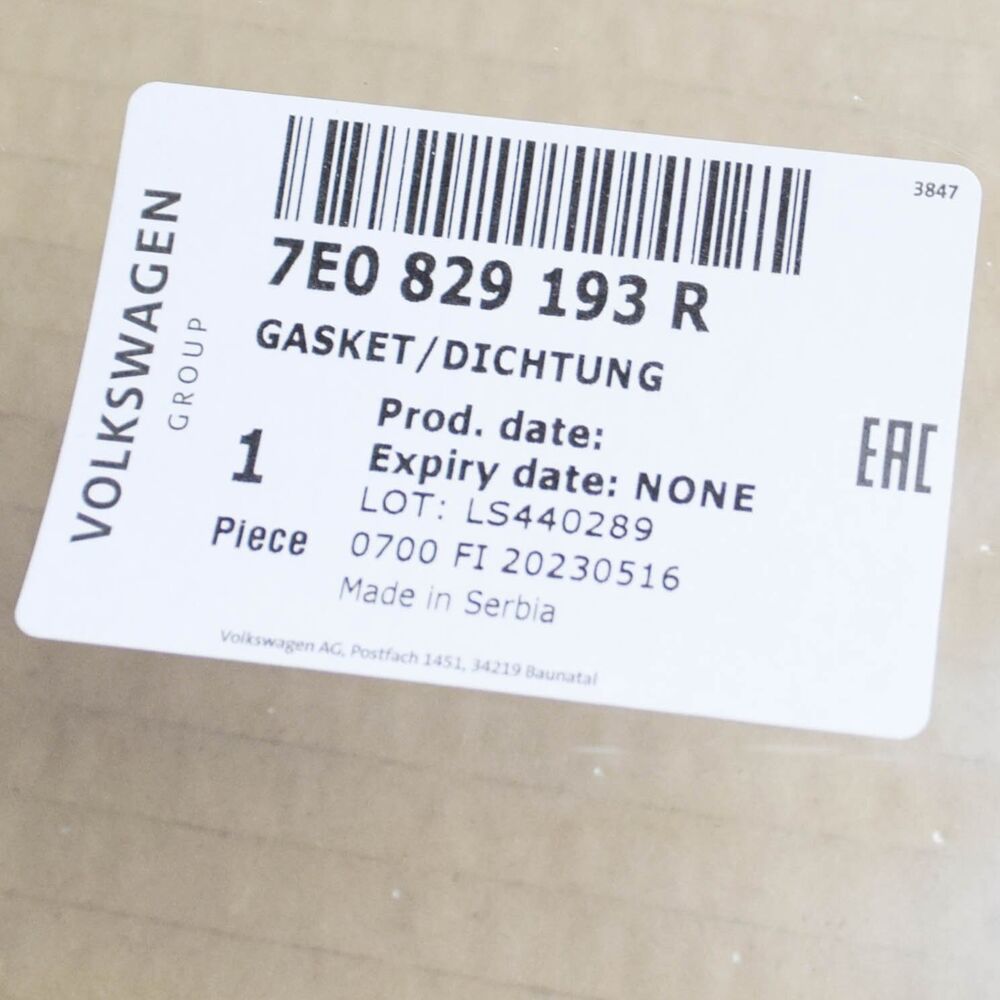 3847
7E0 829 193 R
GASKET/DICHTUNG
VOLKSWAGEN
GROUP
1
Piece
Prod. date:
Expiry date: NONE
LOT: LS440289
0700 FI 20230516
Made in Serbia
EAC
Volkswagen AG, Postfach 1451, 34219 Baunatal